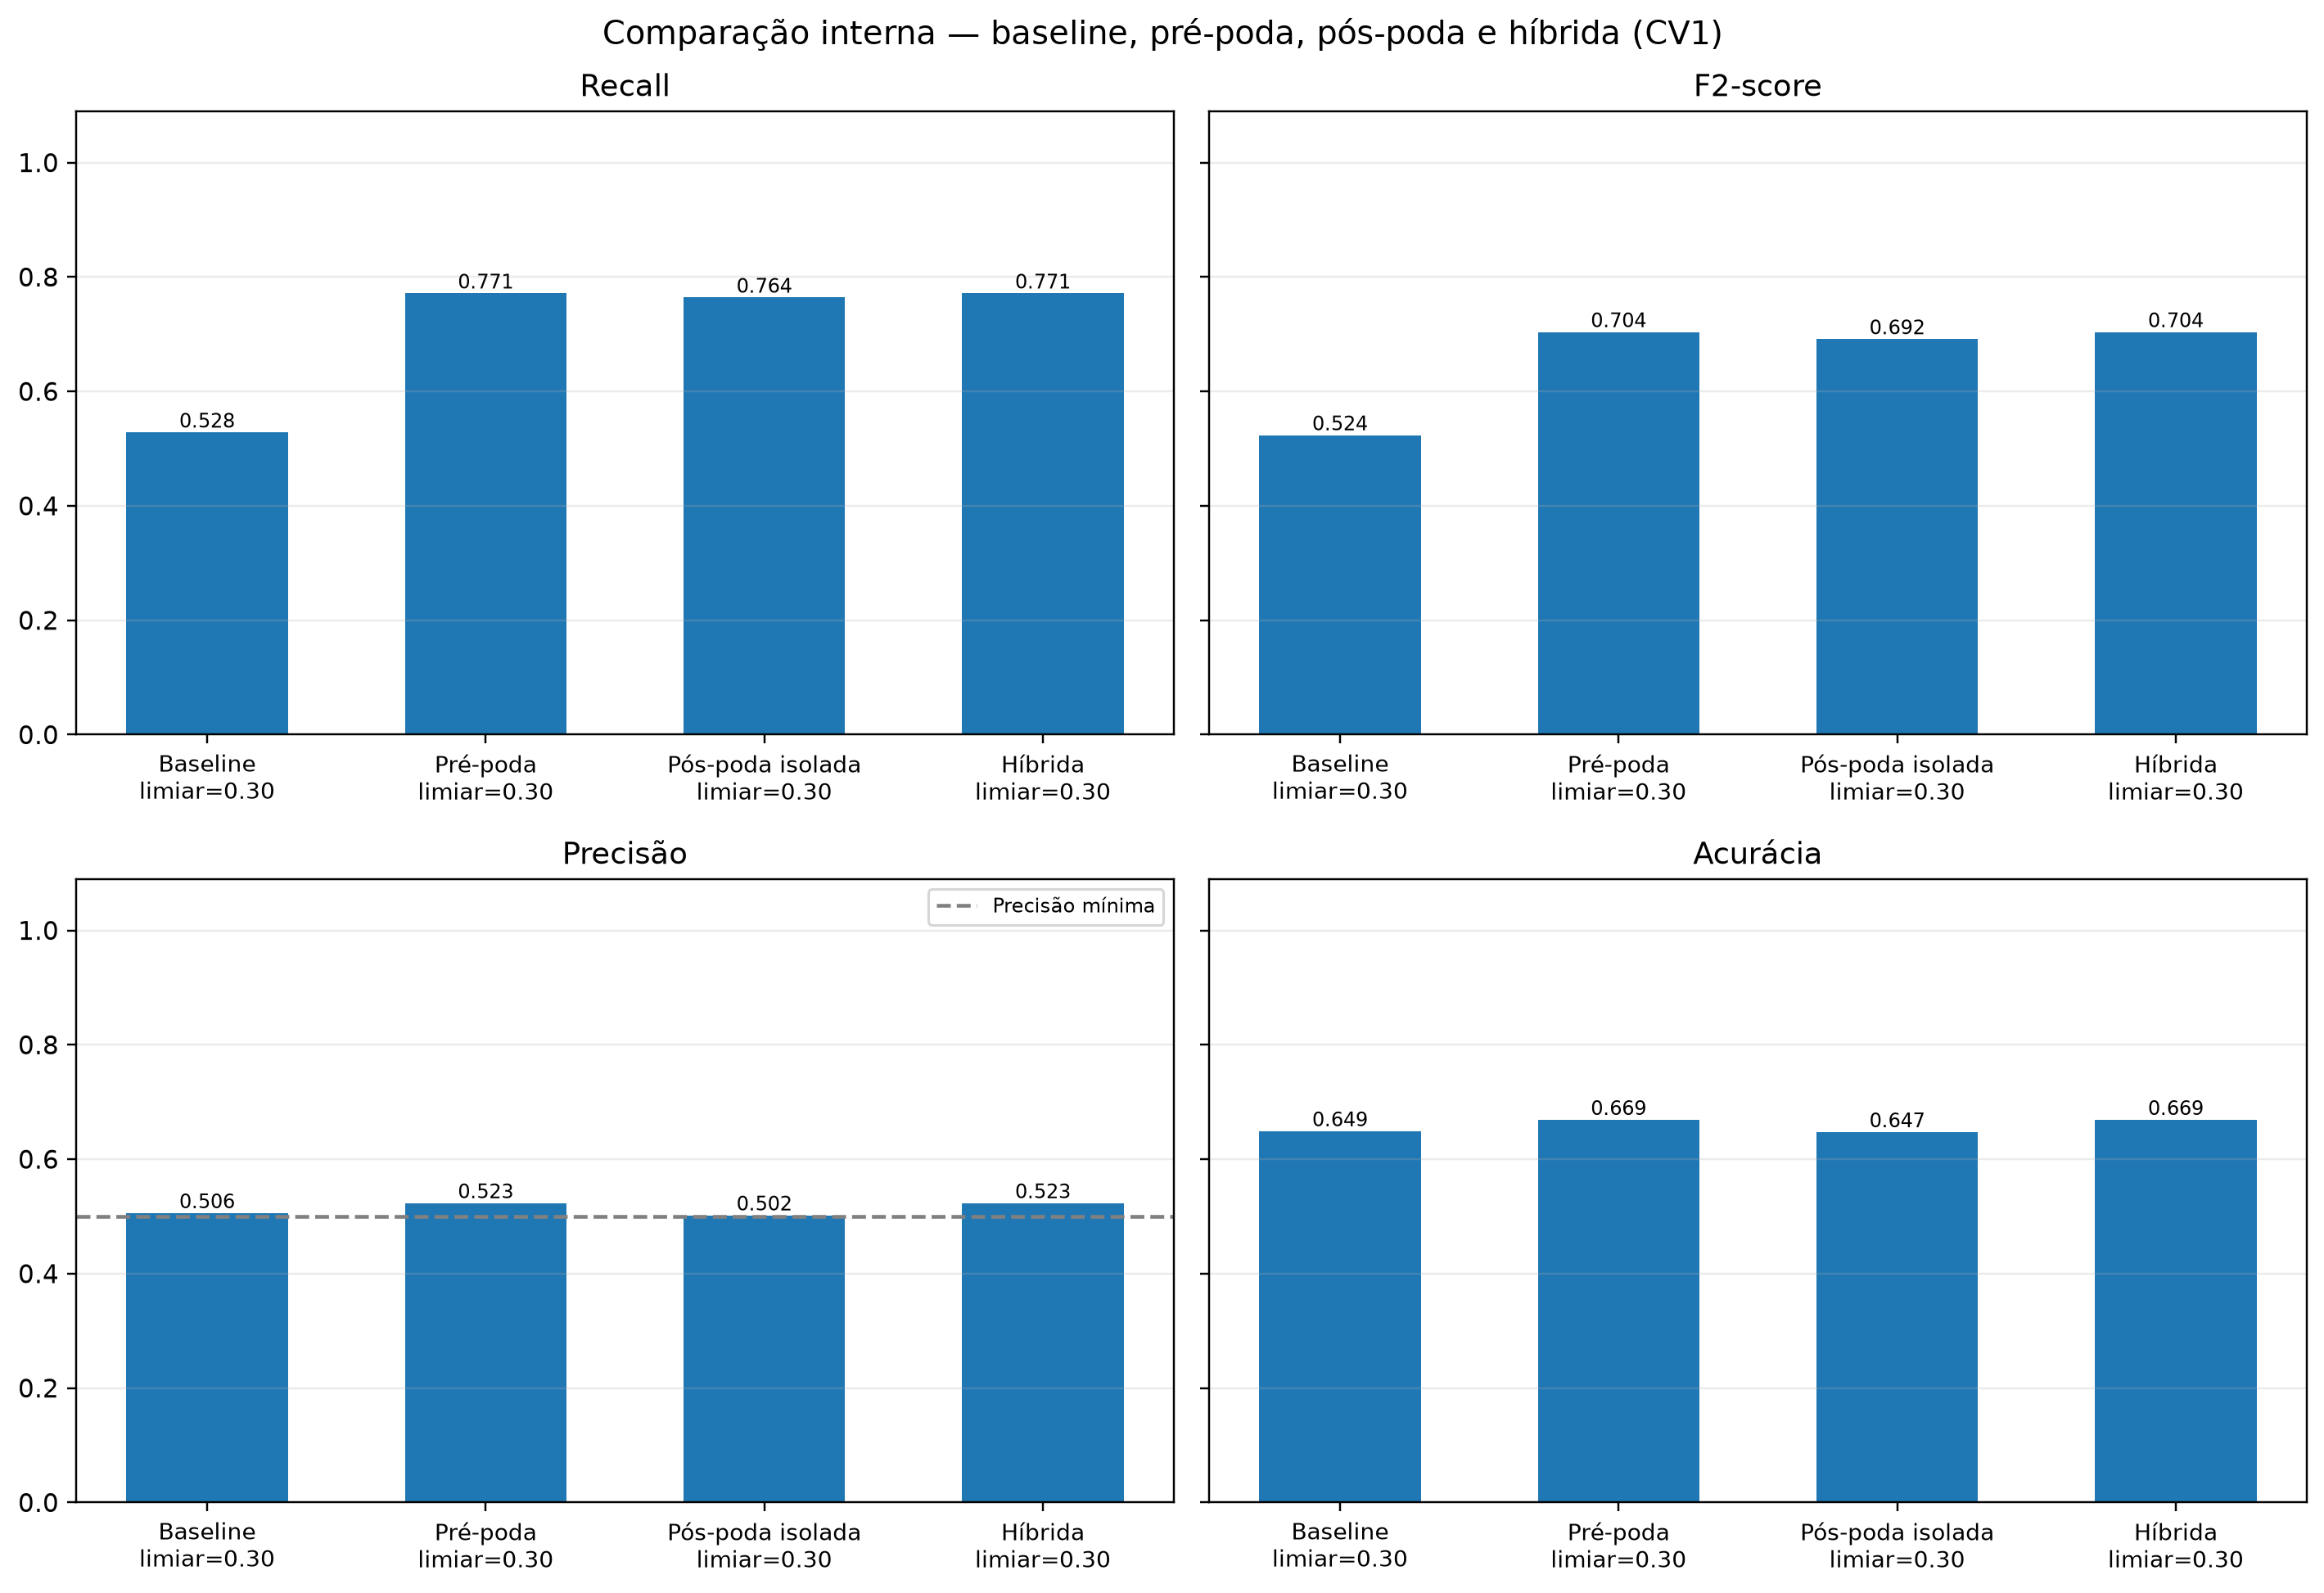 Comparação interna — baseline, pré-poda, pós-poda e híbrida (CV1)
Recall
1.0
0.8
0.6
0.4
0.2
0.0
0.528
0.771
0.764
0.771
Baseline
limiar=0.30
Pré-poda
limiar=0.30
Pós-poda isolada
limiar=0.30
Híbrida
limiar=0.30
F2-score
0.524
0.704
0.692
0.704
Baseline
limiar=0.30
Pré-poda
limiar=0.30
Pós-poda isolada
limiar=0.30
Híbrida
limiar=0.30
Precisão
Precisão mínima
1.0
0.8
0.6
0.4
0.2
0.0
0.506
0.523
0.502
0.523
Baseline
limiar=0.30
Pré-poda
limiar=0.30
Pós-poda isolada
limiar=0.30
Híbrida
limiar=0.30
Acurácia
0.649
0.669
0.647
0.669
Baseline
limiar=0.30
Pré-poda
limiar=0.30
Pós-poda isolada
limiar=0.30
Híbrida
limiar=0.30